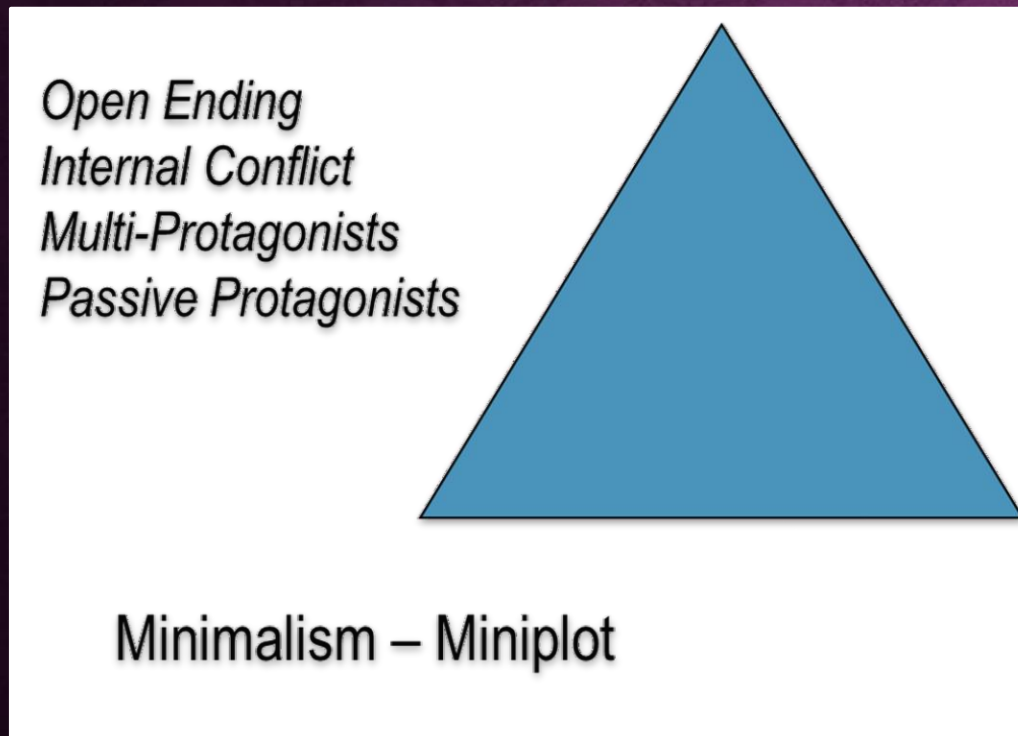 Open Ending
Internal Conflict
Multi-Protagonists
Passive Protagonists
Minimalism – Miniplot